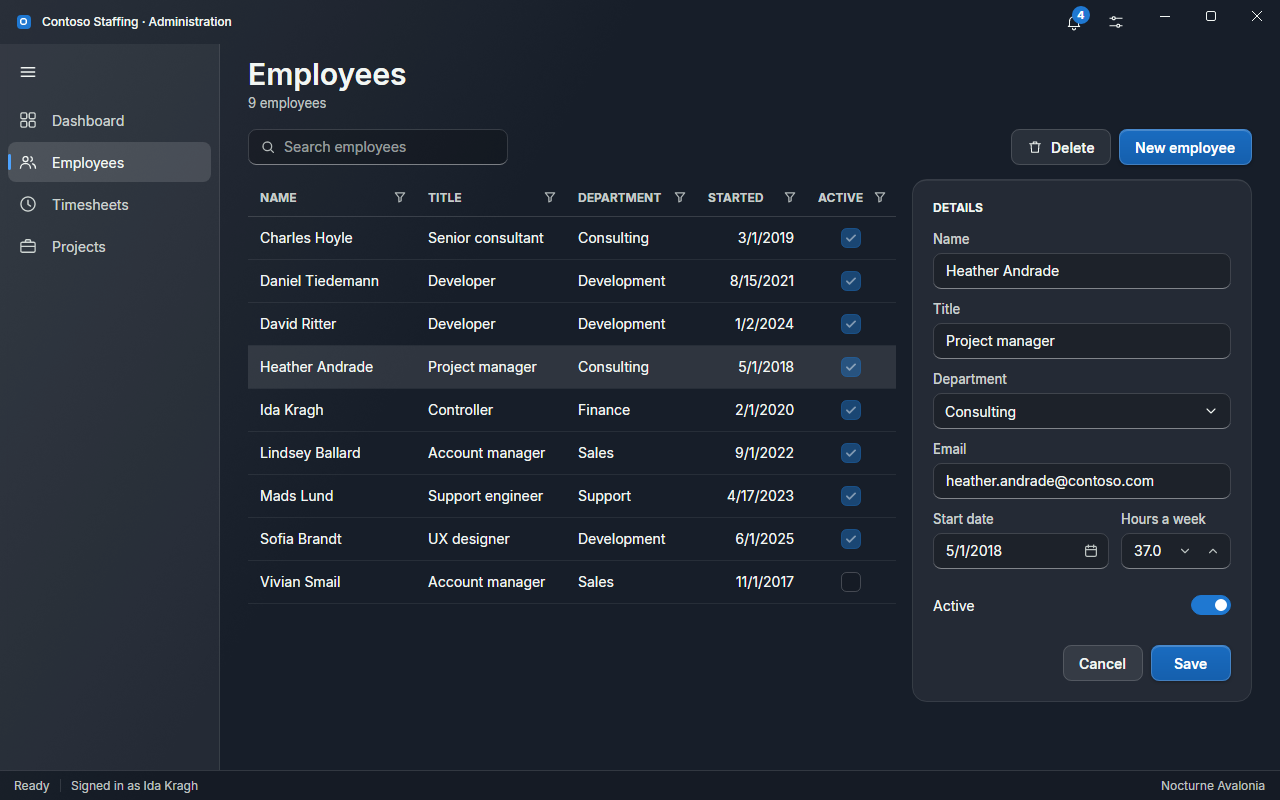 Contoso Staffing · Administration
4
Dashboard
Employees
Timesheets
Projects
Employees
9 employees
Search employees
Delete
New employee
NAME TITLE DEPARTMENT STARTED ACTIVE
Charles Hoyle Senior consultant Consulting 3/1/2019
Daniel Tiedemann Developer Development 8/15/2021
David Ritter Developer Development 1/2/2024
Heather Andrade Project manager Consulting 5/1/2018
Ida Kragh Controller Finance 2/1/2020
Lindsey Ballard Account manager Sales 9/1/2022
Mads Lund Support engineer Support 4/17/2023
Sofia Brandt UX designer Development 6/1/2025
Vivian Smail Account manager Sales 11/1/2017
DETAILS
Name
Heather Andrade
Title
Project manager
Department
Consulting
Email
heather.andrade@contoso.com
Start date Hours a week
5/1/2018 37.0
Active
Cancel Save
Ready Signed in as Ida Kragh Nocturne Avalonia